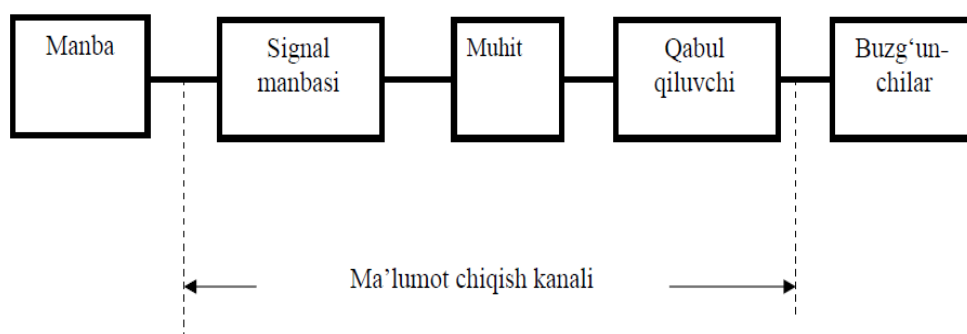 Manba
Signal
manbasi
Muhit
Qabul
qiluvchi
Buzg‘un-
chilar
Ma’lumot chiqish kanali